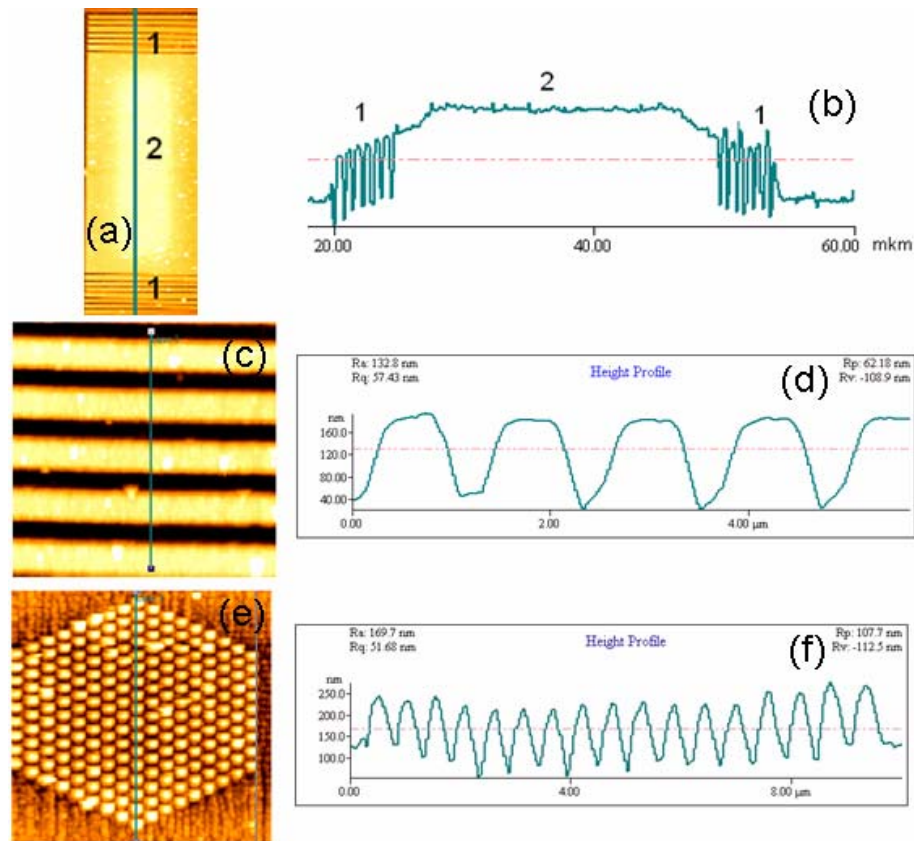 1
2
(a)
1
1
2
1
(b)
20.00 40.00 60.00 mkm
(c)
Ra: 132.8 nm
Rq: 57.43 nm
Height Profile
Rp: 62.18 nm
Rv: -108.9 nm
(d)
nm
160.0
120.0
80.00
40.00
0.00 2.00 4.00 µm
(e)
Ra: 169.7 nm
Rq: 51.68 nm
Height Profile
Rp: 107.7 nm
Rv: -112.5 nm
(f)
nm
250.0
200.0
150.0
100.0
0.00 4.00 8.00 µm